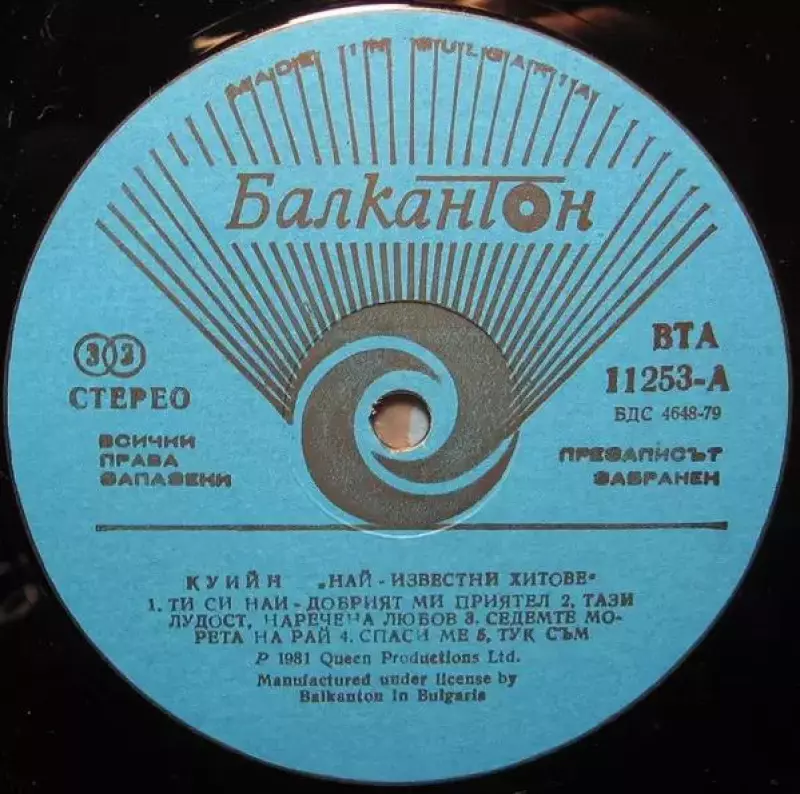 MADE IN BULGARIA
Балкантон
33
СТЕРЕО
ВСИЧКИ
ПРАВА
ЗАПАЗЕНИ
ВТА
11253-А
БДС 4648-79
ПРЕЗАПИСЪТ
ЗАБРАНЕН
КУИЙН „НАЙ-ИЗВЕСТНИ ХИТОВЕ“
1. ТИ СИ НАИ-ДОБРИЯТ МИ ПРИЯТЕЛ 2, ТАЗИ
ЛУДОСТ, НАРЕЧЕНА ЛЮБОВ 3. СЕДЕМТЕ МО-
РЕТА НА РАЙ 4. СПАСИ МЕ 5, ТУК СЪМ
P 1981 Queen Productions Ltd.
Manufactured under license by
Balkanton in Bulgaria